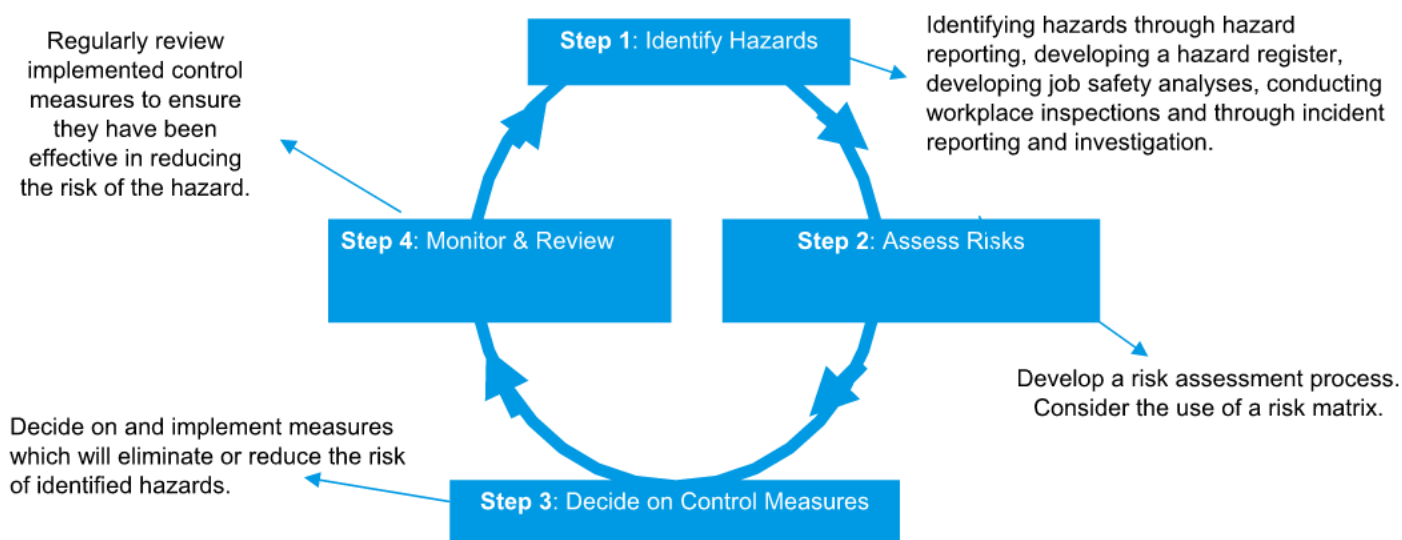 Step 1: Identify Hazards
Identifying hazards through hazard
reporting, developing a hazard register,
developing job safety analyses, conducting
workplace inspections and through incident
reporting and investigation.
Step 2: Assess Risks
Develop a risk assessment process.
Consider the use of a risk matrix.
Step 3: Decide on Control Measures
Decide on and implement measures
which will eliminate or reduce the risk
of identified hazards.
Step 4: Monitor & Review
Regularly review
implemented control
measures to ensure
they have been
effective in reducing
the risk of the hazard.